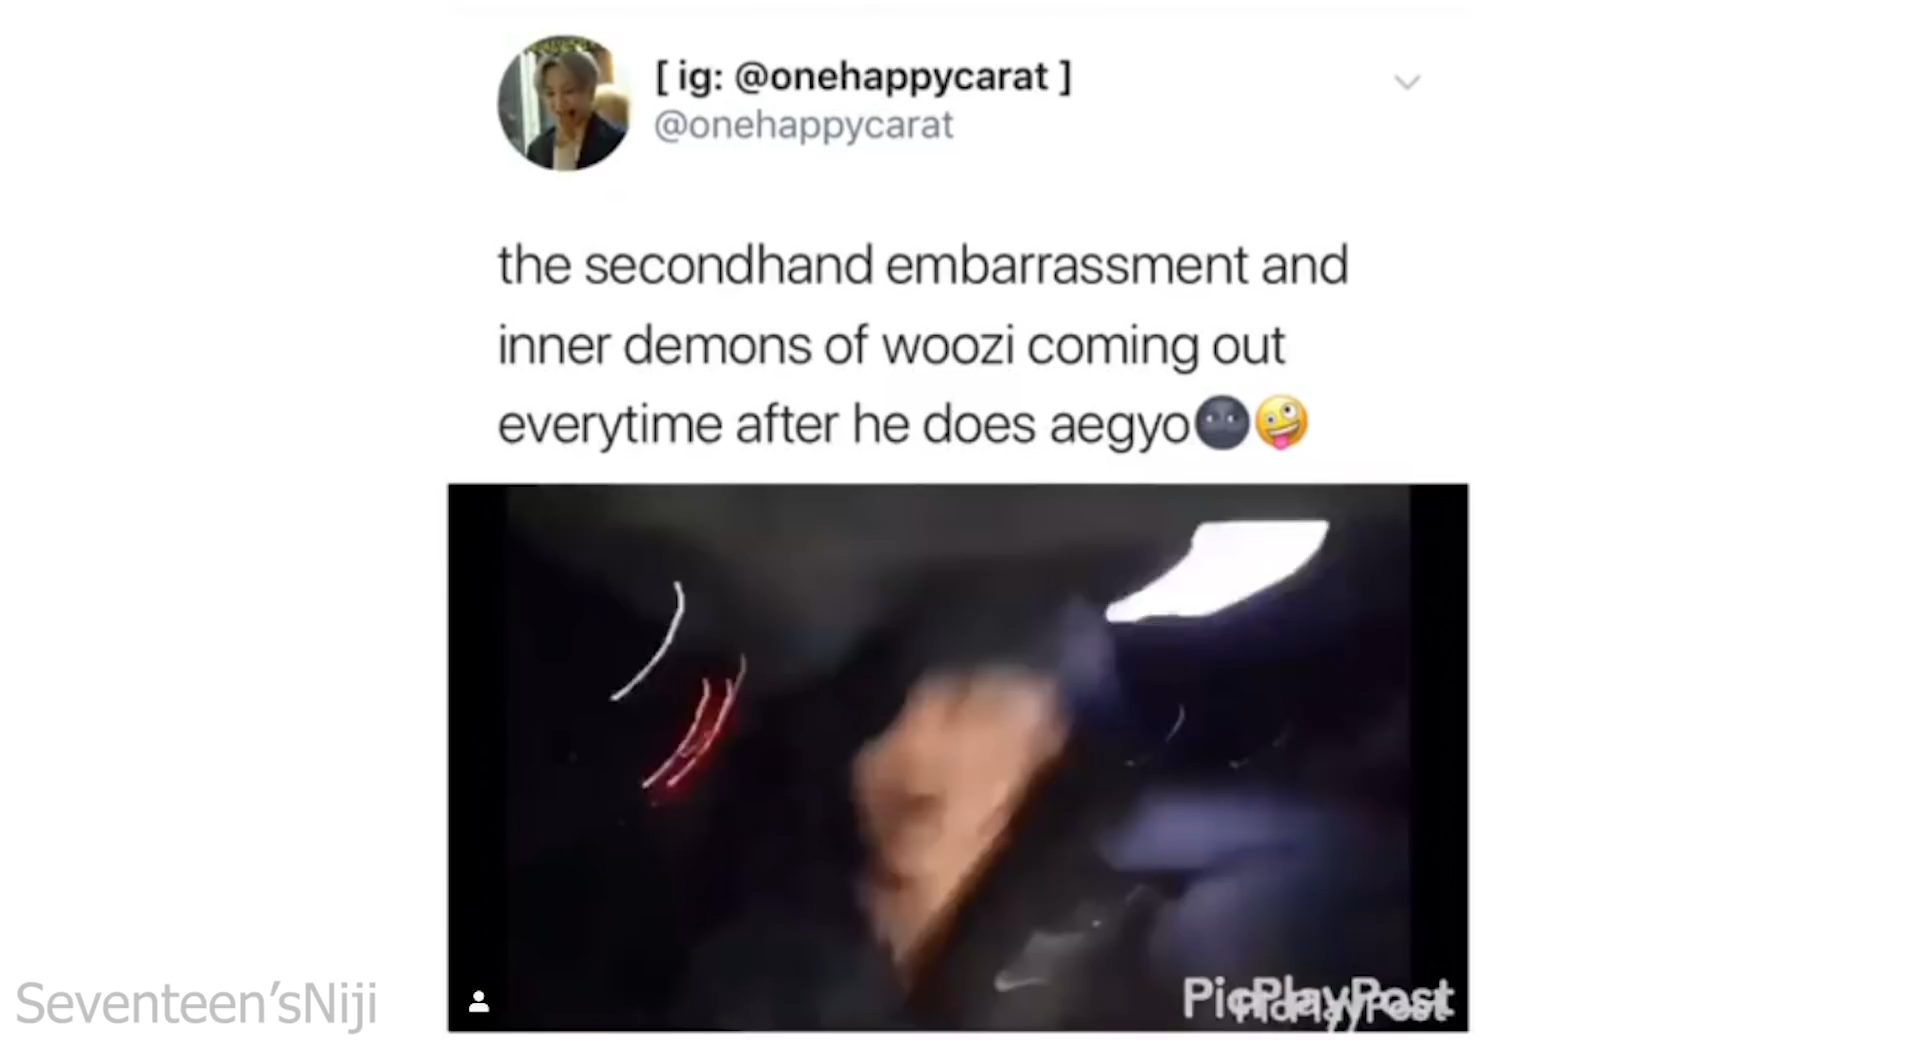 [ ig: @onehappycarat ]
@onehappycarat
the secondhand embarrassment and
inner demons of woozi coming out
everytime after he does aegyo🌚🤪
PicPlayPost
PicPlayPost
Seventeen'sNiji